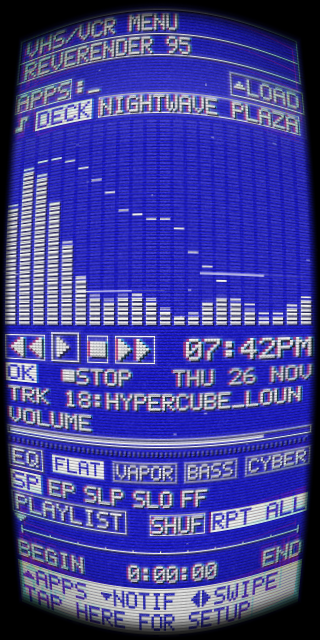 VHS/VCR MENU
REVERENDER 95
APPS:_ ▲LOAD
DECK NIGHTWAVE PLAZA
07:42PM
OK ■STOP THU 26 NOV
TRK 18:HYPERCUBE_LOUN
VOLUME
EQ FLAT VAPOR BASS CYBER
SP EP SLP SLO FF
PLAYLIST SHUF RPT ALL
BEGIN 0:00:00 END
▲APPS ▼NOTIF ◀▶SWIPE
TAP HERE FOR SETUP